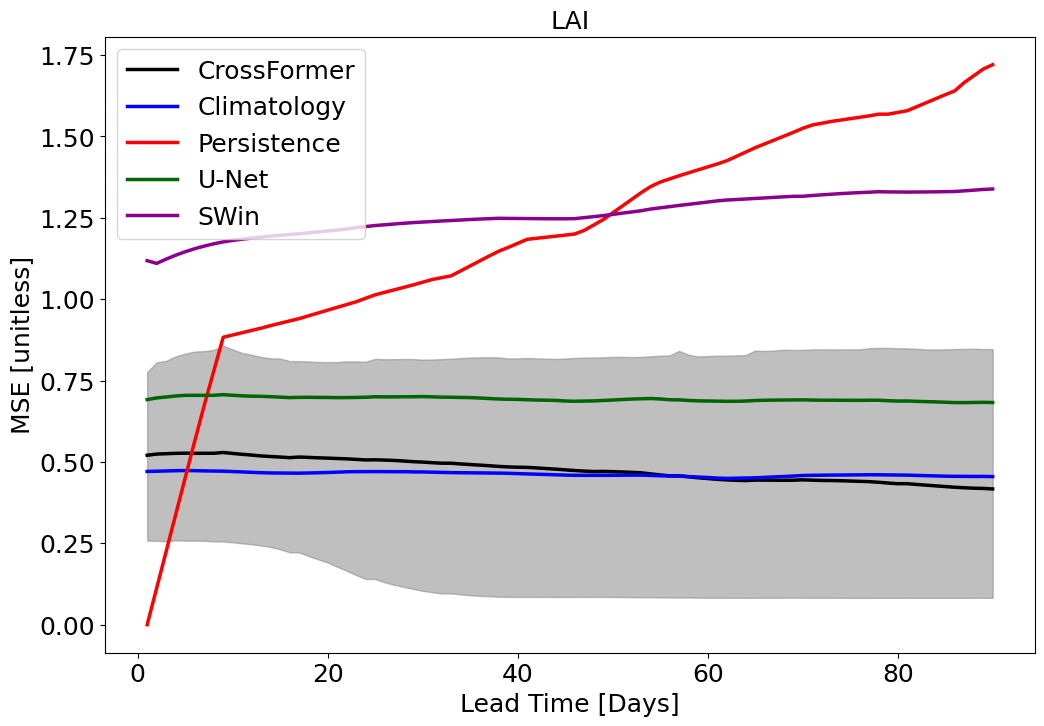 LAI
MSE [unitless]
1.75
1.50
1.25
1.00
0.75
0.50
0.25
0.00
CrossFormer
Climatology
Persistence
U-Net
SWin
0 20 40 60 80
Lead Time [Days]